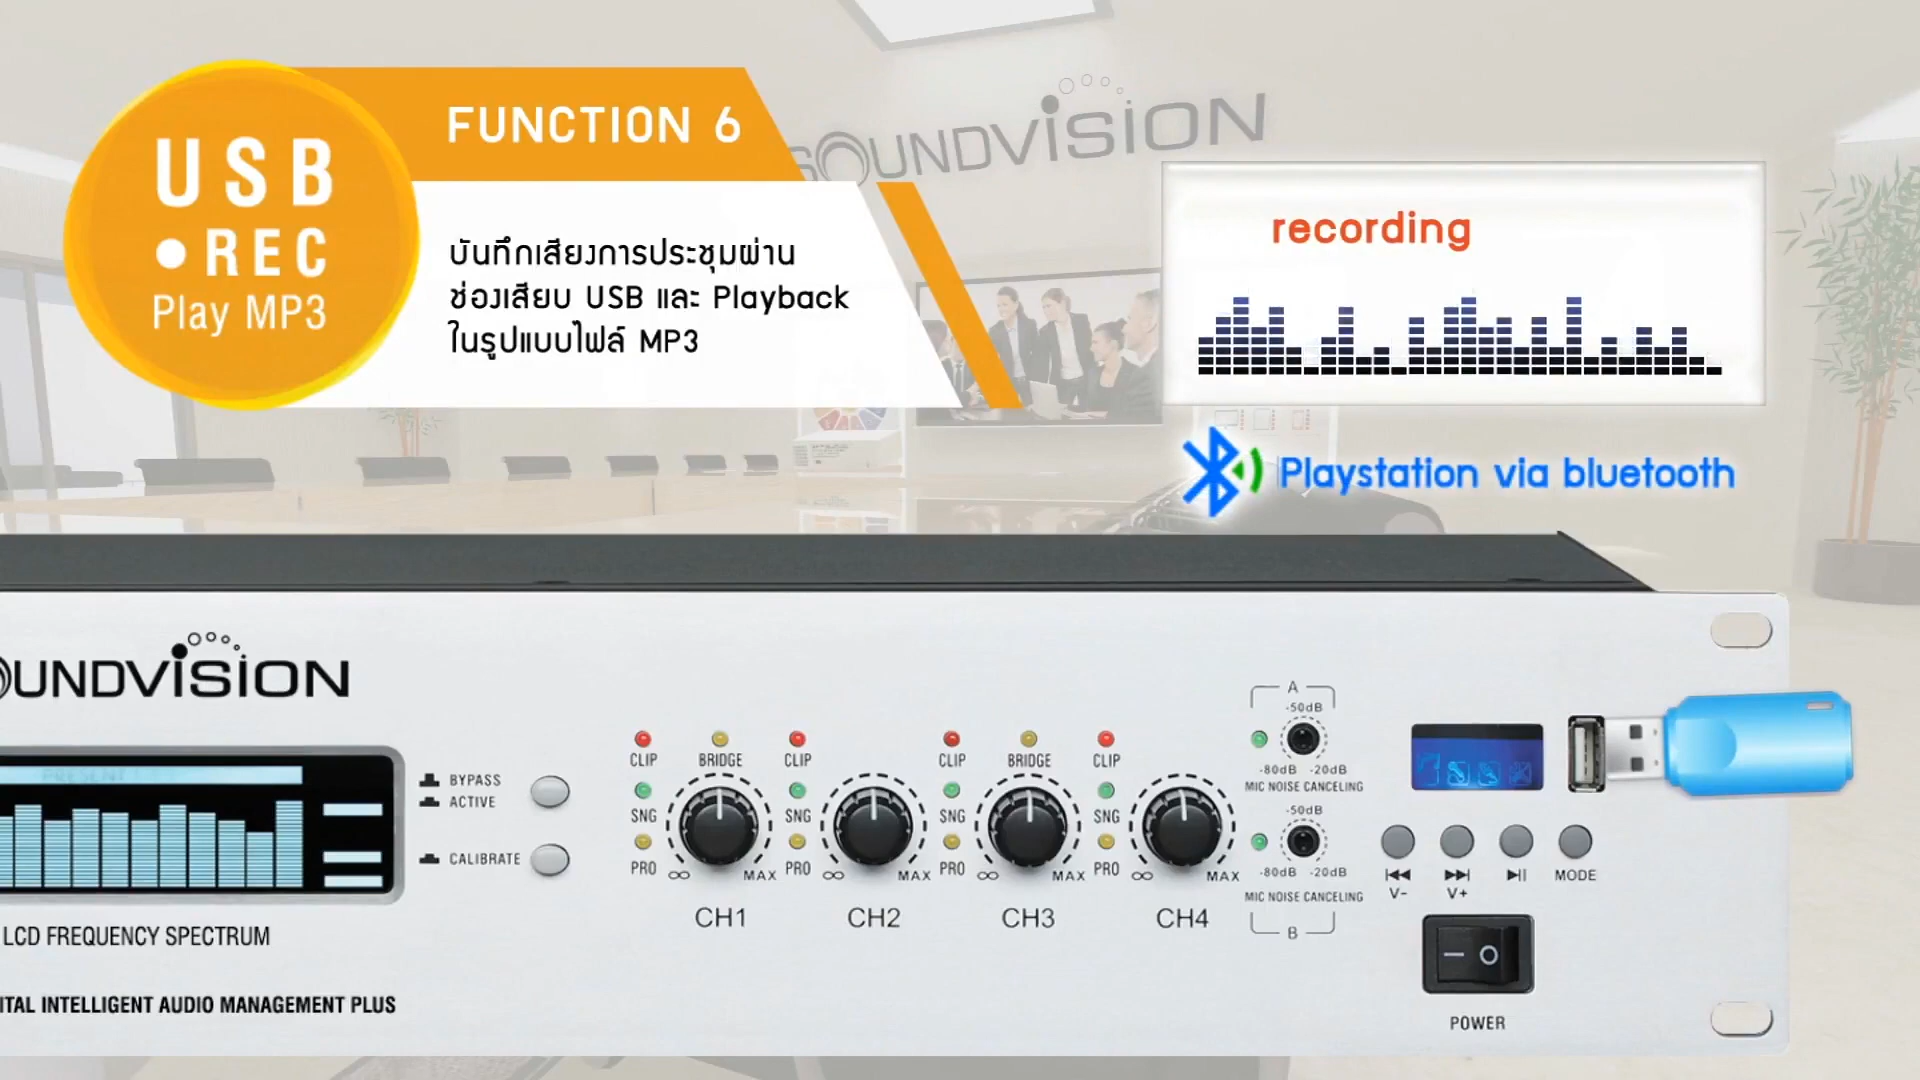 FUNCTION 6
USB
REC
Play MP3
บันทึกเสียงการประชุมผ่าน
ช่องเสียบ USB และ Playback
ในรูปแบบไฟล์ MP3
SOUNDVISION
recording
Playstation via bluetooth
OUNDVISION
PRESENT
BYPASS
ACTIVE
CALIBRATE
LCD FREQUENCY SPECTRUM
ITAL INTELLIGENT AUDIO MANAGEMENT PLUS
CLIP BRIDGE CLIP CLIP BRIDGE CLIP
SNG SNG SNG SNG
PRO ∞ MAX PRO ∞ MAX PRO ∞ MAX PRO ∞ MAX
CH1 CH2 CH3 CH4
A
-50dB
-80dB -20dB
MIC NOISE CANCELING
-50dB
-80dB -20dB
MIC NOISE CANCELING
B
MODE
V- V+
POWER